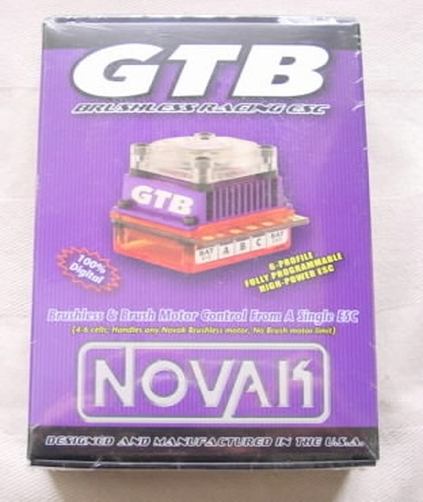 GTB
BRUSHLESS RACING ESC
GTB
BAT A B C BAT
100%
Digital
6-PROFILE
FULLY PROGRAMMABLE
HIGH-POWER ESC
Brushless & Brush Motor Control From A Single ESC
(4-6 cells; Handles any Novak Brushless motor, No Brush motor limit)
NOVAK
DESIGNED AND MANUFACTURED IN THE U.S.A.